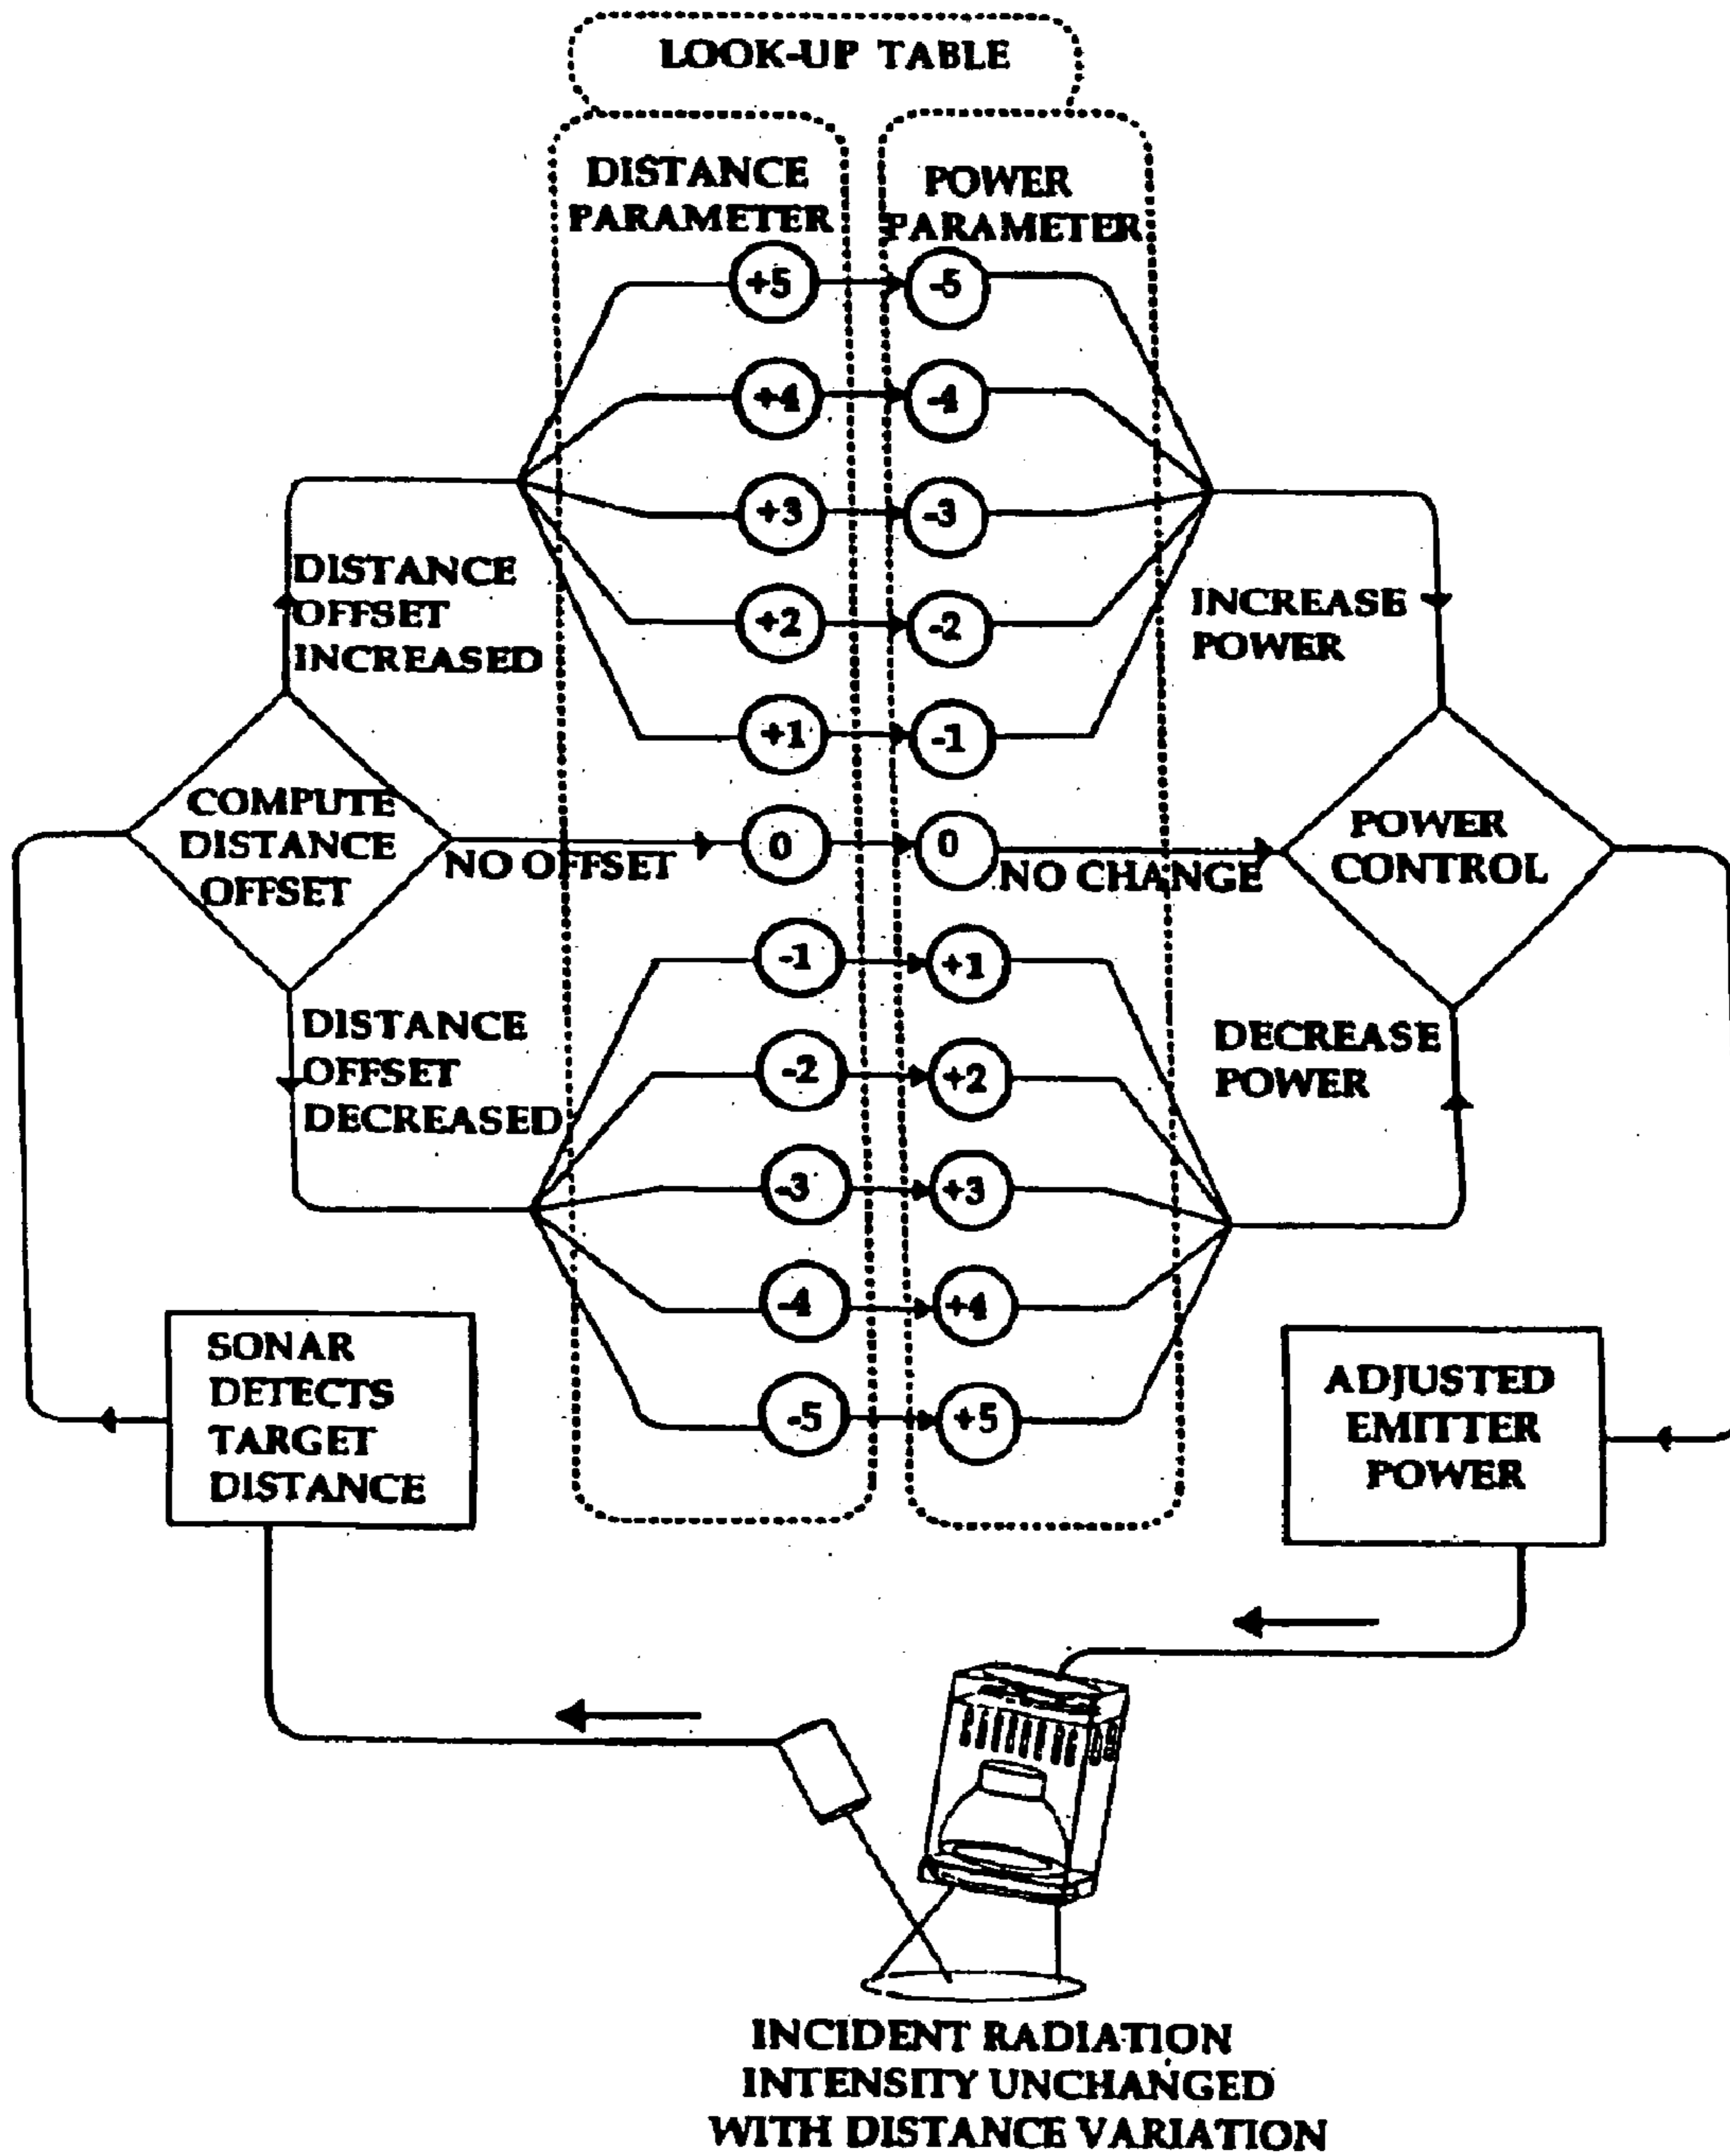 LOOK-UP TABLE
DISTANCE
PARAMETER
POWER
PARAMETER
+5
-5
+4
-4
+3
-3
+2
-2
+1
-1
0
0
-1
+1
-2
+2
-3
+3
-4
+4
-5
+5
DISTANCE
OFFSET
INCREASED
INCREASE
POWER
COMPUTE
DISTANCE
OFFSET
NO OFFSET
NO CHANGE
POWER
CONTROL
DISTANCE
OFFSET
DECREASED
DECREASE
POWER
SONAR
DETECTS
TARGET
DISTANCE
ADJUSTED
EMITTER
POWER
INCIDENT RADIATION
INTENSITY UNCHANGED
WITH DISTANCE VARIATION